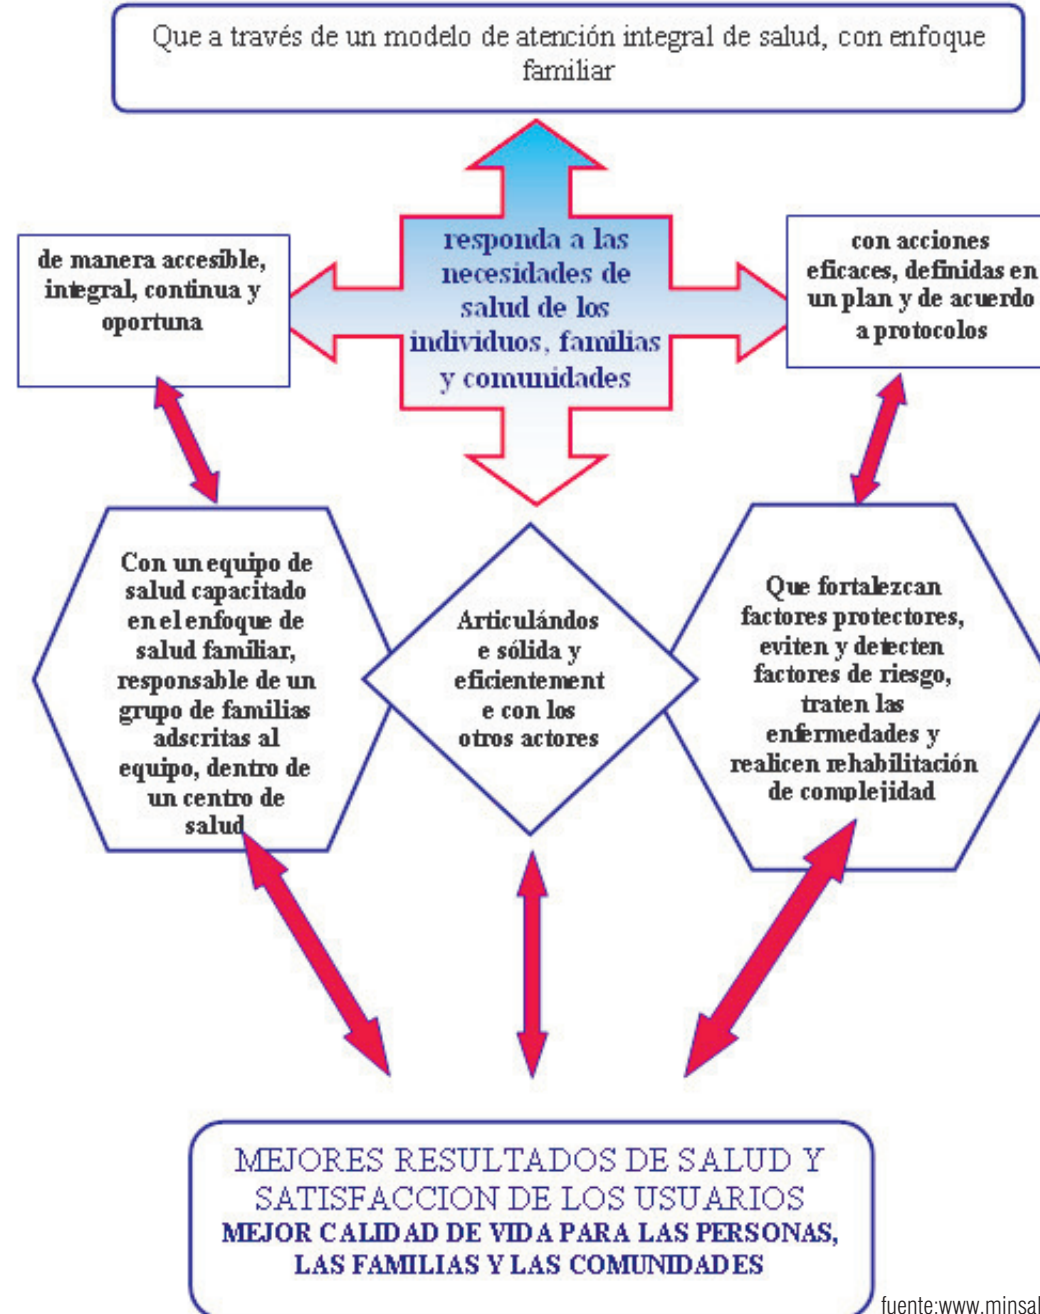 Que a través de un modelo de atención integral de salud, con enfoque
familiar
responda a las
necesidades de
salud de los
individuos, familias
y comunidades
de manera accesible,
integral, continua y
oportuna
con acciones
eficaces, definidas en
un plan y de acuerdo
a protocolos
Con un equipo de
salud capacitado
en el enfoque de
salud familiar,
responsable de un
grupo de familias
adscritas al
equipo, dentro de
un centro de
salud
Articulándos
e sólida y
eficientement
e con los
otros actores
Que fortalezcan
factores protectores,
eviten y detecten
factores de riesgo,
traten las
enfermedades y
realicen rehabilitación
de complejidad
MEJORES RESULTADOS DE SALUD Y
SATISFACCION DE LOS USUARIOS
MEJOR CALIDAD DE VIDA PARA LAS PERSONAS,
LAS FAMILIAS Y LAS COMUNIDADES
fuente:www.minsal